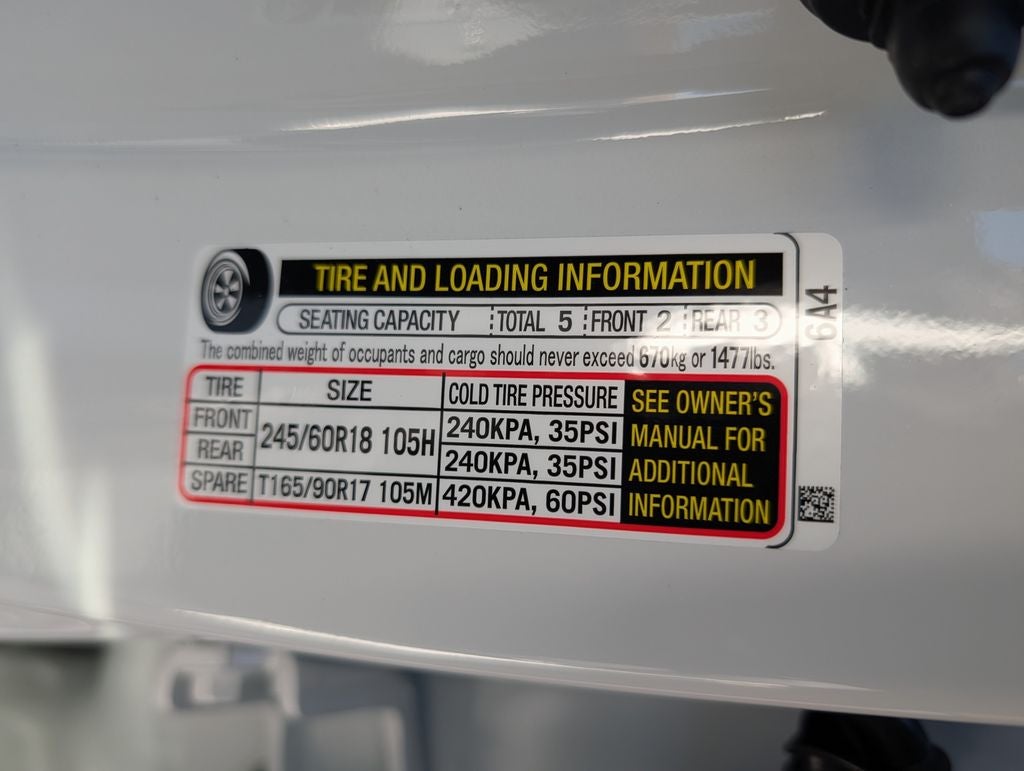 TIRE AND LOADING INFORMATION
SEATING CAPACITY TOTAL 5 FRONT 2 REAR 3
The combined weight of occupants and cargo should never exceed 670kg or 1477lbs.
TIRE SIZE COLD TIRE PRESSURE
FRONT 245/60R18 105H 240KPA, 35PSI
REAR 240KPA, 35PSI
SPARE T165/90R17 105M 420KPA, 60PSI
SEE OWNER'S
MANUAL FOR
ADDITIONAL
INFORMATION
6A4